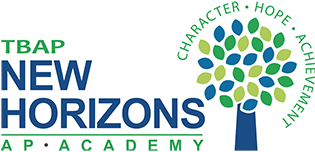 TBAP
NEW
HORIZONS
AP • ACADEMY
CHARACTER • HOPE • ACHIEVEMENT